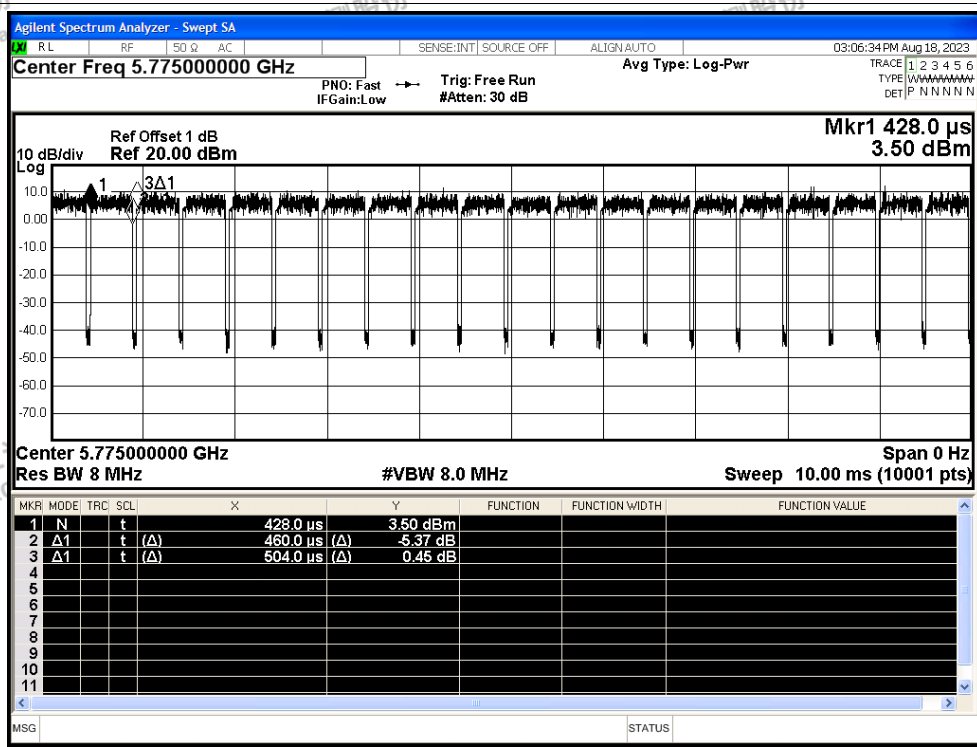 Agilent Spectrum Analyzer - Swept SA
LXI RL RF 50 Ω AC SENSE:INT SOURCE OFF ALIGN AUTO 03:06:34 PM Aug 18, 2023
Center Freq 5.775000000 GHz
PNO: Fast
IFGain:Low
Trig: Free Run
#Atten: 30 dB
Avg Type: Log-Pwr
TRACE 1 2 3 4 5 6
TYPE WWWWWW
DET P N N N N N
Mkr1 428.0 µs
3.50 dBm
Ref Offset 1 dB
10 dB/div Ref 20.00 dBm
Log
1 3Δ1
10.0
0.00
-10.0
-20.0
-30.0
-40.0
-50.0
-60.0
-70.0
Center 5.775000000 GHz Span 0 Hz
Res BW 8 MHz #VBW 8.0 MHz Sweep 10.00 ms (10001 pts)
MKR MODE TRC SCL X Y FUNCTION FUNCTION WIDTH FUNCTION VALUE
1 N t 428.0 µs 3.50 dBm
2 Δ1 t (Δ) 460.0 µs (Δ) -5.37 dB
3 Δ1 t (Δ) 504.0 µs (Δ) 0.45 dB
4
5
6
7
8
9
10
11
MSG STATUS